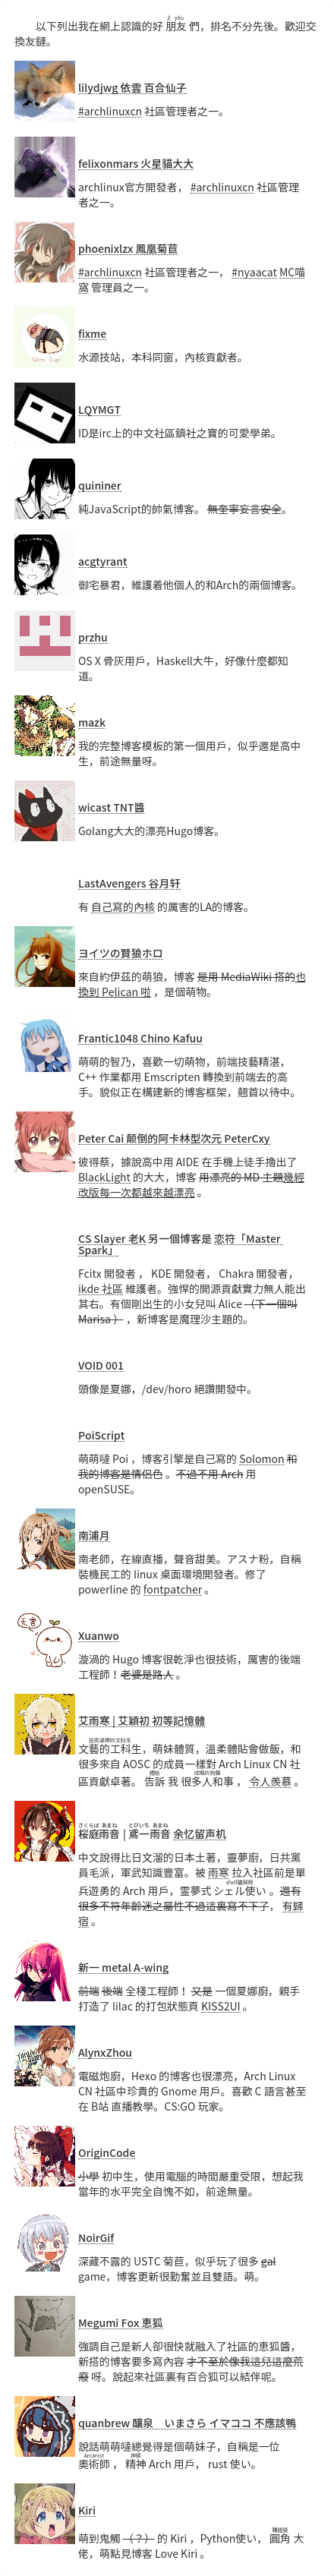 以下列出我在網上認識的好 朋友 們，排名不分先後。歡迎交
換友鏈。
lilydjwg 依雲 百合仙子
#archlinuxcn 社區管理者之一。
felixonmars 火星貓大大
archlinux官方開發者， #archlinuxcn 社區管理
者之一。
phoenixlzx 鳳凰菊苣
#archlinuxcn 社區管理者之一， #nyaacat MC喵
窩 管理員之一。
fixme
水源技站，本科同窗，內核貢獻者。
LQYMGT
ID是irc上的中文社區鎮社之寶的可愛學弟。
quininer
純JavaScript的帥氣博客。 無奎寧妄言安全。
acgtyrant
御宅暴君，維護着他個人的和Arch的兩個博客。
przhu
OS X 骨灰用戶，Haskell大牛，好像什麼都知
道。
mazk
我的完整博客模板的第一個用戶，似乎還是高中
生，前途無量呀。
wicast TNT醬
Golang大大的漂亮Hugo博客。
LastAvengers 谷月轩
有 自己寫的內核 的厲害的LA的博客。
ヨイツの賢狼ホロ
來自約伊茲的萌狼，博客 是用 MediaWiki 搭的也
換到 Pelican 啦 ，是個萌物。
Frantic1048 Chino Kafuu
萌萌的智乃，喜歡一切萌物，前端技藝精湛，
C++ 作業都用 Emscripten 轉換到前端去的高
手。貌似正在構建新的博客框架，翹首以待中。
Peter Cai 颠倒的阿卡林型次元 PeterCxy
彼得蔡，據說高中用 AIDE 在手機上徒手擼出了
BlackLight 的大大，博客 用漂亮的 MD 主題幾經
改版每一次都越來越漂亮 。
CS Slayer 老K 另一個博客是 恋符「Master
Spark」
Fcitx 開發者 ， KDE 開發者， Chakra 開發者，
ikde 社區 維護者。強悍的開源貢獻實力無人能出
其右。有個剛出生的小女兒叫 Alice （下一個叫
Marisa ） ，新博客是魔理沙主題的。
VOID 001
頭像是夏娜，/dev/horo 絕讚開發中。
PoiScript
萌萌噠 Poi ，博客引擎是自己寫的 Solomon 和
我的博客是情侶色 。不過不用 Arch 用
openSUSE。
南浦月
南老師，在線直播，聲音甜美。アスナ粉，自稱
裝機民工的 linux 桌面環境開發者。修了
powerline 的 fontpatcher 。
Xuanwo
漩渦的 Hugo 博客很乾淨也很技術，厲害的後端
工程師！老婆是路人 。
艾雨寒 | 艾穎初 初等記憶體
文藝的工科生，萌妹體質，溫柔體貼會做飯，和
很多來自 AOSC 的成員一樣對 Arch Linux CN 社
區貢獻卓著。 告訴 我 很多人和事 ， 令人羨慕 。
桜庭雨音 | 鳶一雨音 余忆留声机
中文說得比日文溜的日本土著，靈夢廚，日共黨
員毛派，軍武知識豐富。被 雨寒 拉入社區前是單
兵遊勇的 Arch 用戶，靈夢式 シェル使い 。還有
很多不符年齡迷之屬性不過這裏寫不下了， 有歸
宿 。
新一 metal A-wing
前端 後端 全棧工程師！ 又是 一個夏娜廚，親手
打造了 lilac 的打包狀態頁 KISS2UI 。
AlynxZhou
電磁炮廚，Hexo 的博客也很漂亮，Arch Linux
CN 社區中珍貴的 Gnome 用戶。喜歡 C 語言甚至
在 B站 直播教學。CS:GO 玩家。
OriginCode
小學 初中生，使用電腦的時間嚴重受限，想起我
當年的水平完全自愧不如，前途無量。
NoirGif
深藏不露的 USTC 菊苣，似乎玩了很多 gal
game，博客更新很勤奮並且雙語。萌。
Megumi Fox 恵狐
強調自己是新人卻很快就融入了社區的恵狐醬，
新搭的博客要多寫內容 才不至於像我這兒這麼荒
廢 呀。說起來社區裏有百合狐可以結伴呢。
quanbrew 釀泉 いまさら イマココ 不應該鴨
說話萌萌噠總覺得是個萌妹子，自稱是一位
奧術師 ， 精神 Arch 用戶， rust 使い。
Kiri
萌到鬼觸 （？） 的 Kiri ，Python使い， 圓角 大
佬，萌點見博客 Love Kiri 。